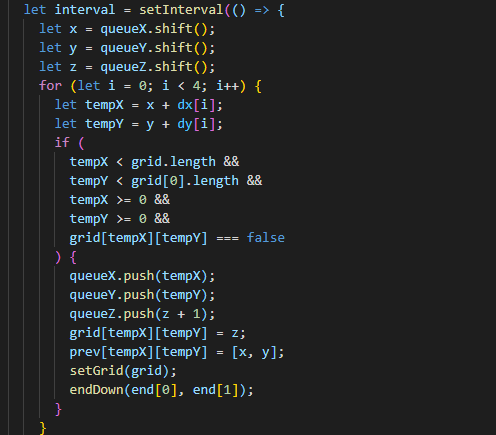 let interval = setInterval(() => {
let x = queueX.shift();
let y = queueY.shift();
let z = queueZ.shift();
for (let i = 0; i < 4; i++) {
let tempX = x + dx[i];
let tempY = y + dy[i];
if (
tempX < grid.length &&
tempY < grid[0].length &&
tempX >= 0 &&
tempY >= 0 &&
grid[tempX][tempY] === false
) {
queueX.push(tempX);
queueY.push(tempY);
queueZ.push(z + 1);
grid[tempX][tempY] = z;
prev[tempX][tempY] = [x, y];
setGrid(grid);
endDown(end[0], end[1]);
}
}